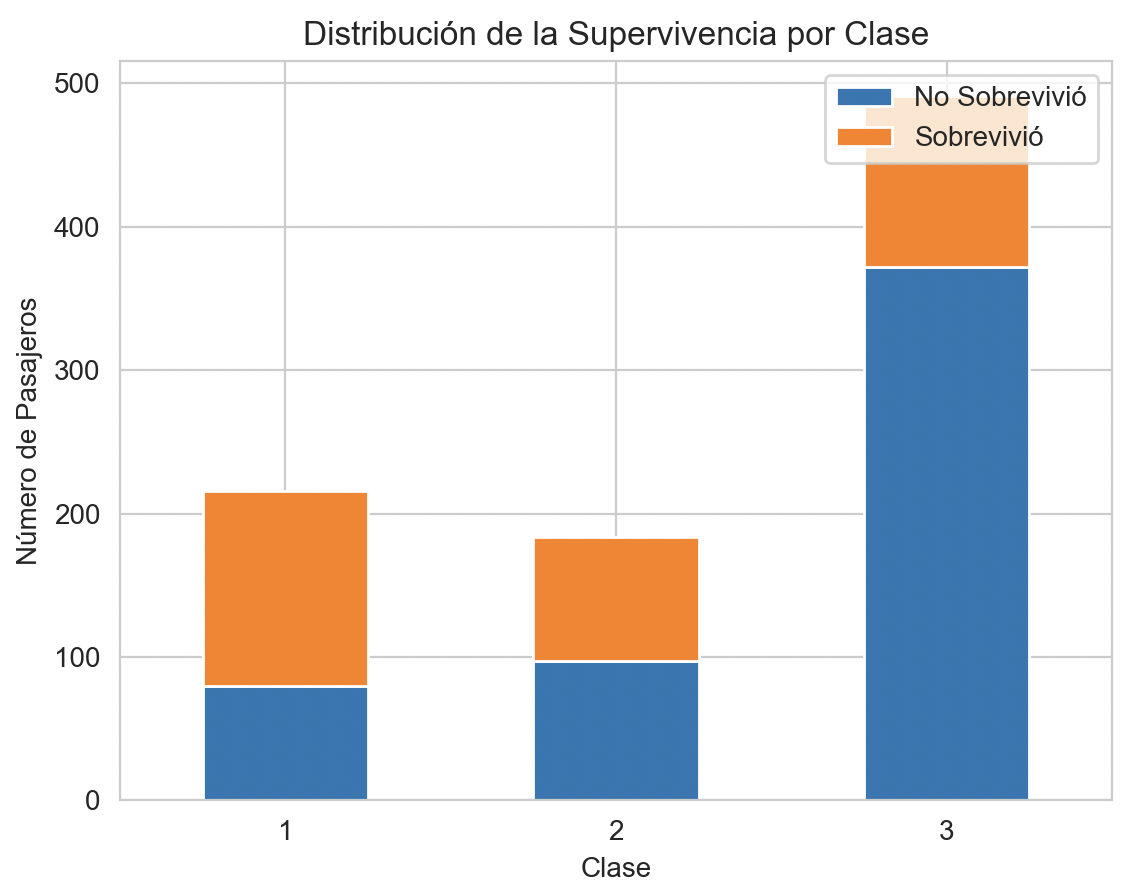 Distribución de la Supervivencia por Clase
500
400
300
200
100
0
Número de Pasajeros
No Sobrevivió
Sobrevivió
1 2 3
Clase